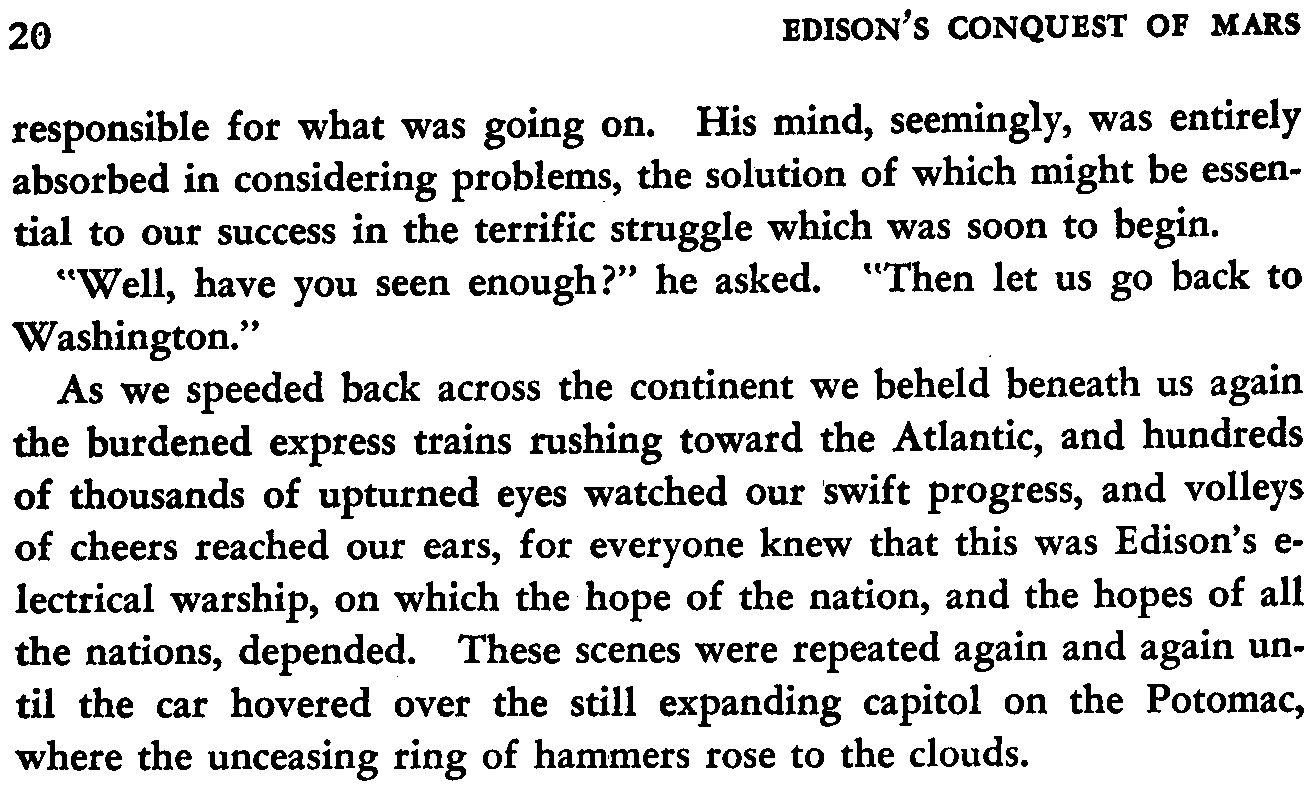 20 EDISON'S CONQUEST OF MARS
responsible for what was going on. His mind, seemingly, was entirely
absorbed in considering problems, the solution of which might be essen-
tial to our success in the terrific struggle which was soon to begin.
"Well, have you seen enough?" he asked. "Then let us go back to
Washington."
As we speeded back across the continent we beheld beneath us again
the burdened express trains rushing toward the Atlantic, and hundreds
of thousands of upturned eyes watched our swift progress, and volleys
of cheers reached our ears, for everyone knew that this was Edison's e-
lectrical warship, on which the hope of the nation, and the hopes of all
the nations, depended. These scenes were repeated again and again un-
til the car hovered over the still expanding capitol on the Potomac,
where the unceasing ring of hammers rose to the clouds.